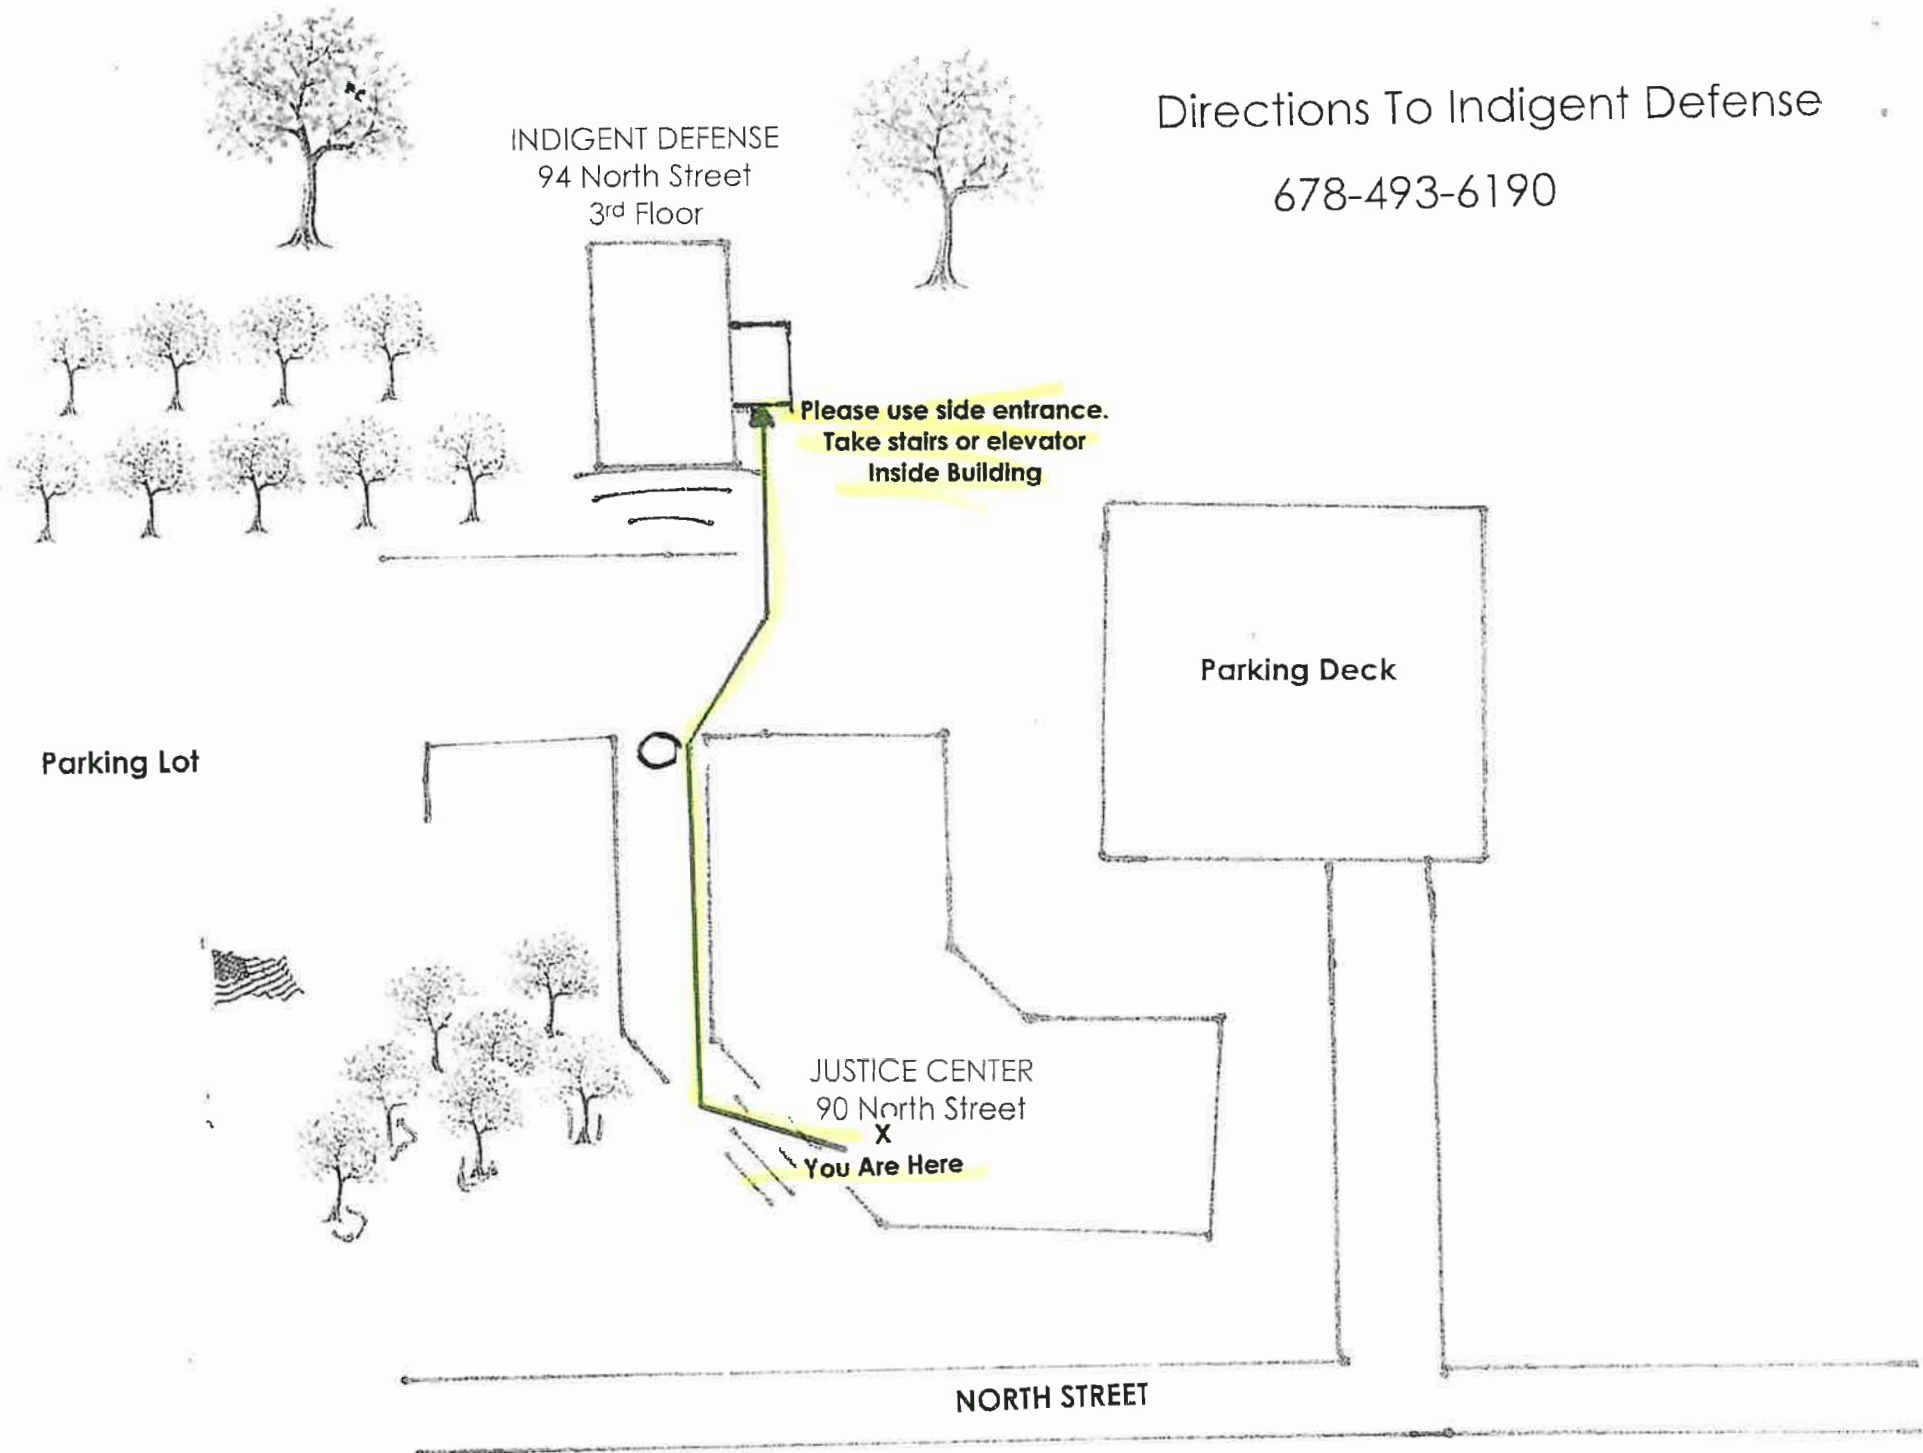 Directions To Indigent Defense
678-493-6190
INDIGENT DEFENSE
94 North Street
3rd Floor
Please use side entrance.
Take stairs or elevator
Inside Building
Parking Deck
Parking Lot
JUSTICE CENTER
90 North Street
X
You Are Here
NORTH STREET